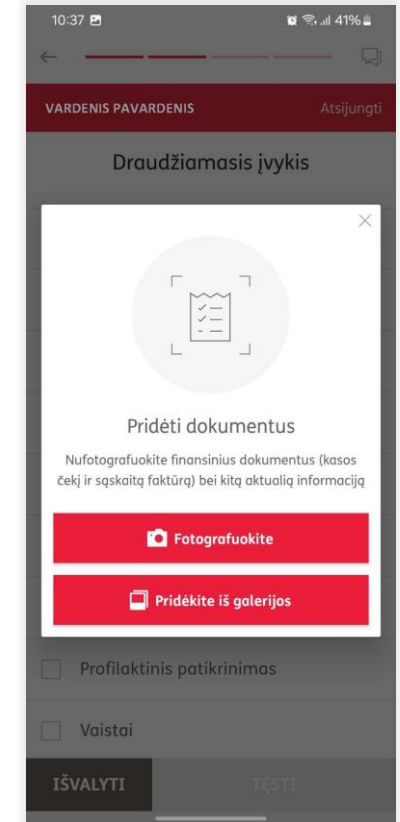 10:37 41%
VARDENIS PAVARDENIS Atsijungti
Draudžiamasis įvykis
Pridėti dokumentus
Nufotografuokite finansinius dokumentus (kasos
čekį ir sąskaitą faktūrą) bei kitą aktualią informaciją
Fotografuokite
Pridėkite iš galerijos
Profilaktinis patikrinimas
Vaistai
IŠVALYTI TĘSTI